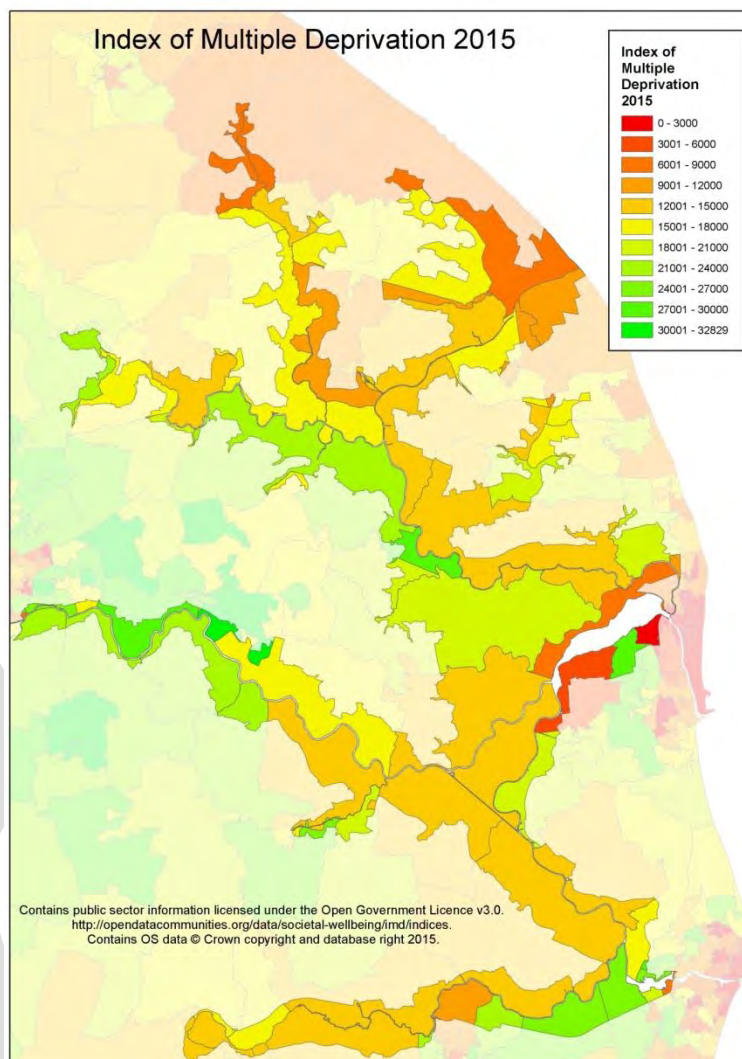 Index of Multiple Deprivation 2015
Index of
Multiple
Deprivation
2015
0 - 3000
3001 - 6000
6001 - 9000
9001 - 12000
12001 - 15000
15001 - 18000
18001 - 21000
21001 - 24000
24001 - 27000
27001 - 30000
30001 - 32829
Contains public sector information licensed under the Open Government Licence v3.0.
http://opendatacommunities.org/data/societal-wellbeing/imd/indices.
Contains OS data © Crown copyright and database right 2015.